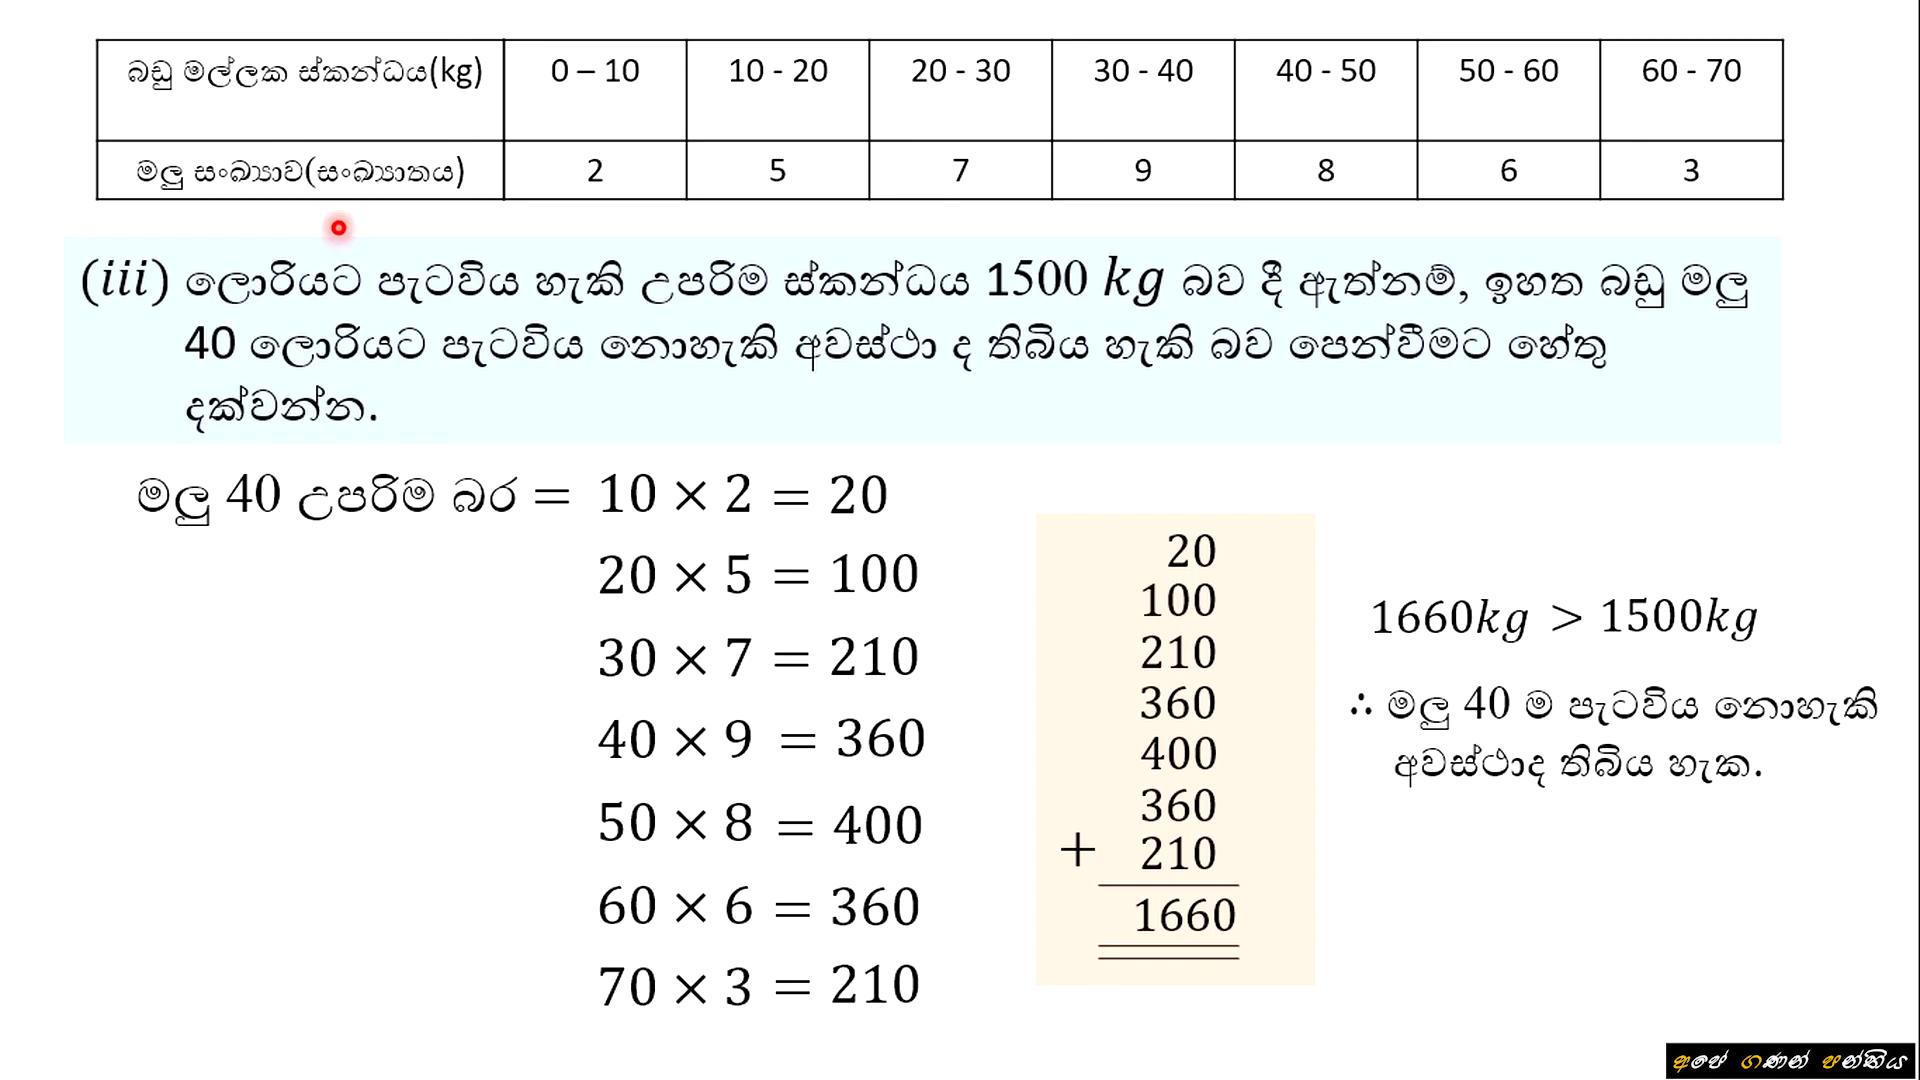 බඩු මල්ලක ස්කන්ධය(kg) 0 – 10 10 - 20 20 - 30 30 - 40 40 - 50 50 - 60 60 - 70
මලු සංඛ්‍යාව(සංඛ්‍යාතය) 2 5 7 9 8 6 3
(iii) ලොරියට පැටවිය හැකි උපරිම ස්කන්ධය 1500 kg බව දී ඇත්නම්, ඉහත බඩු මලු
40 ලොරියට පැටවිය නොහැකි අවස්ථා ද තිබිය හැකි බව පෙන්වීමට හේතු
දක්වන්න.
මලු 40 උපරිම බර = 10 × 2 = 20
20 × 5 = 100
30 × 7 = 210
40 × 9 = 360
50 × 8 = 400
60 × 6 = 360
70 × 3 = 210
20
100
210
360
400
360
+ 210
1660
1660kg > 1500kg
∴ මලු 40 ම පැටවිය නොහැකි
අවස්ථාද තිබිය හැක.
අපේ ගණන් පන්තිය